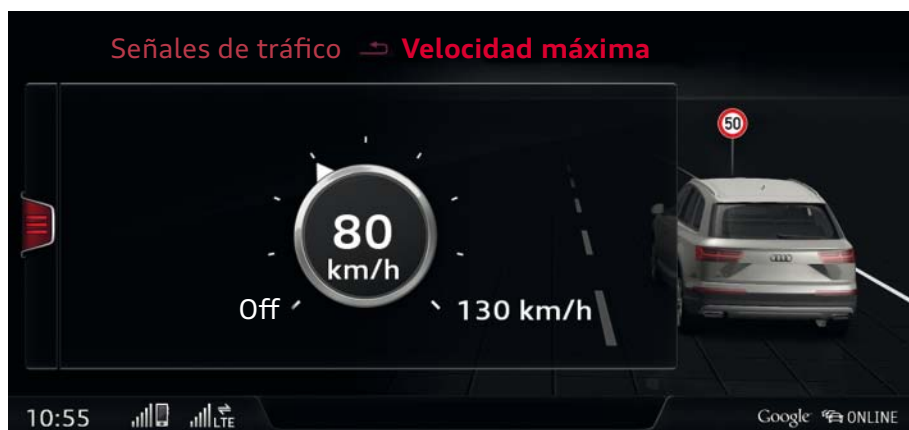 Señales de tráfico Velocidad máxima
50
80
km/h
Off 130 km/h
10:55 LTE Google ONLINE